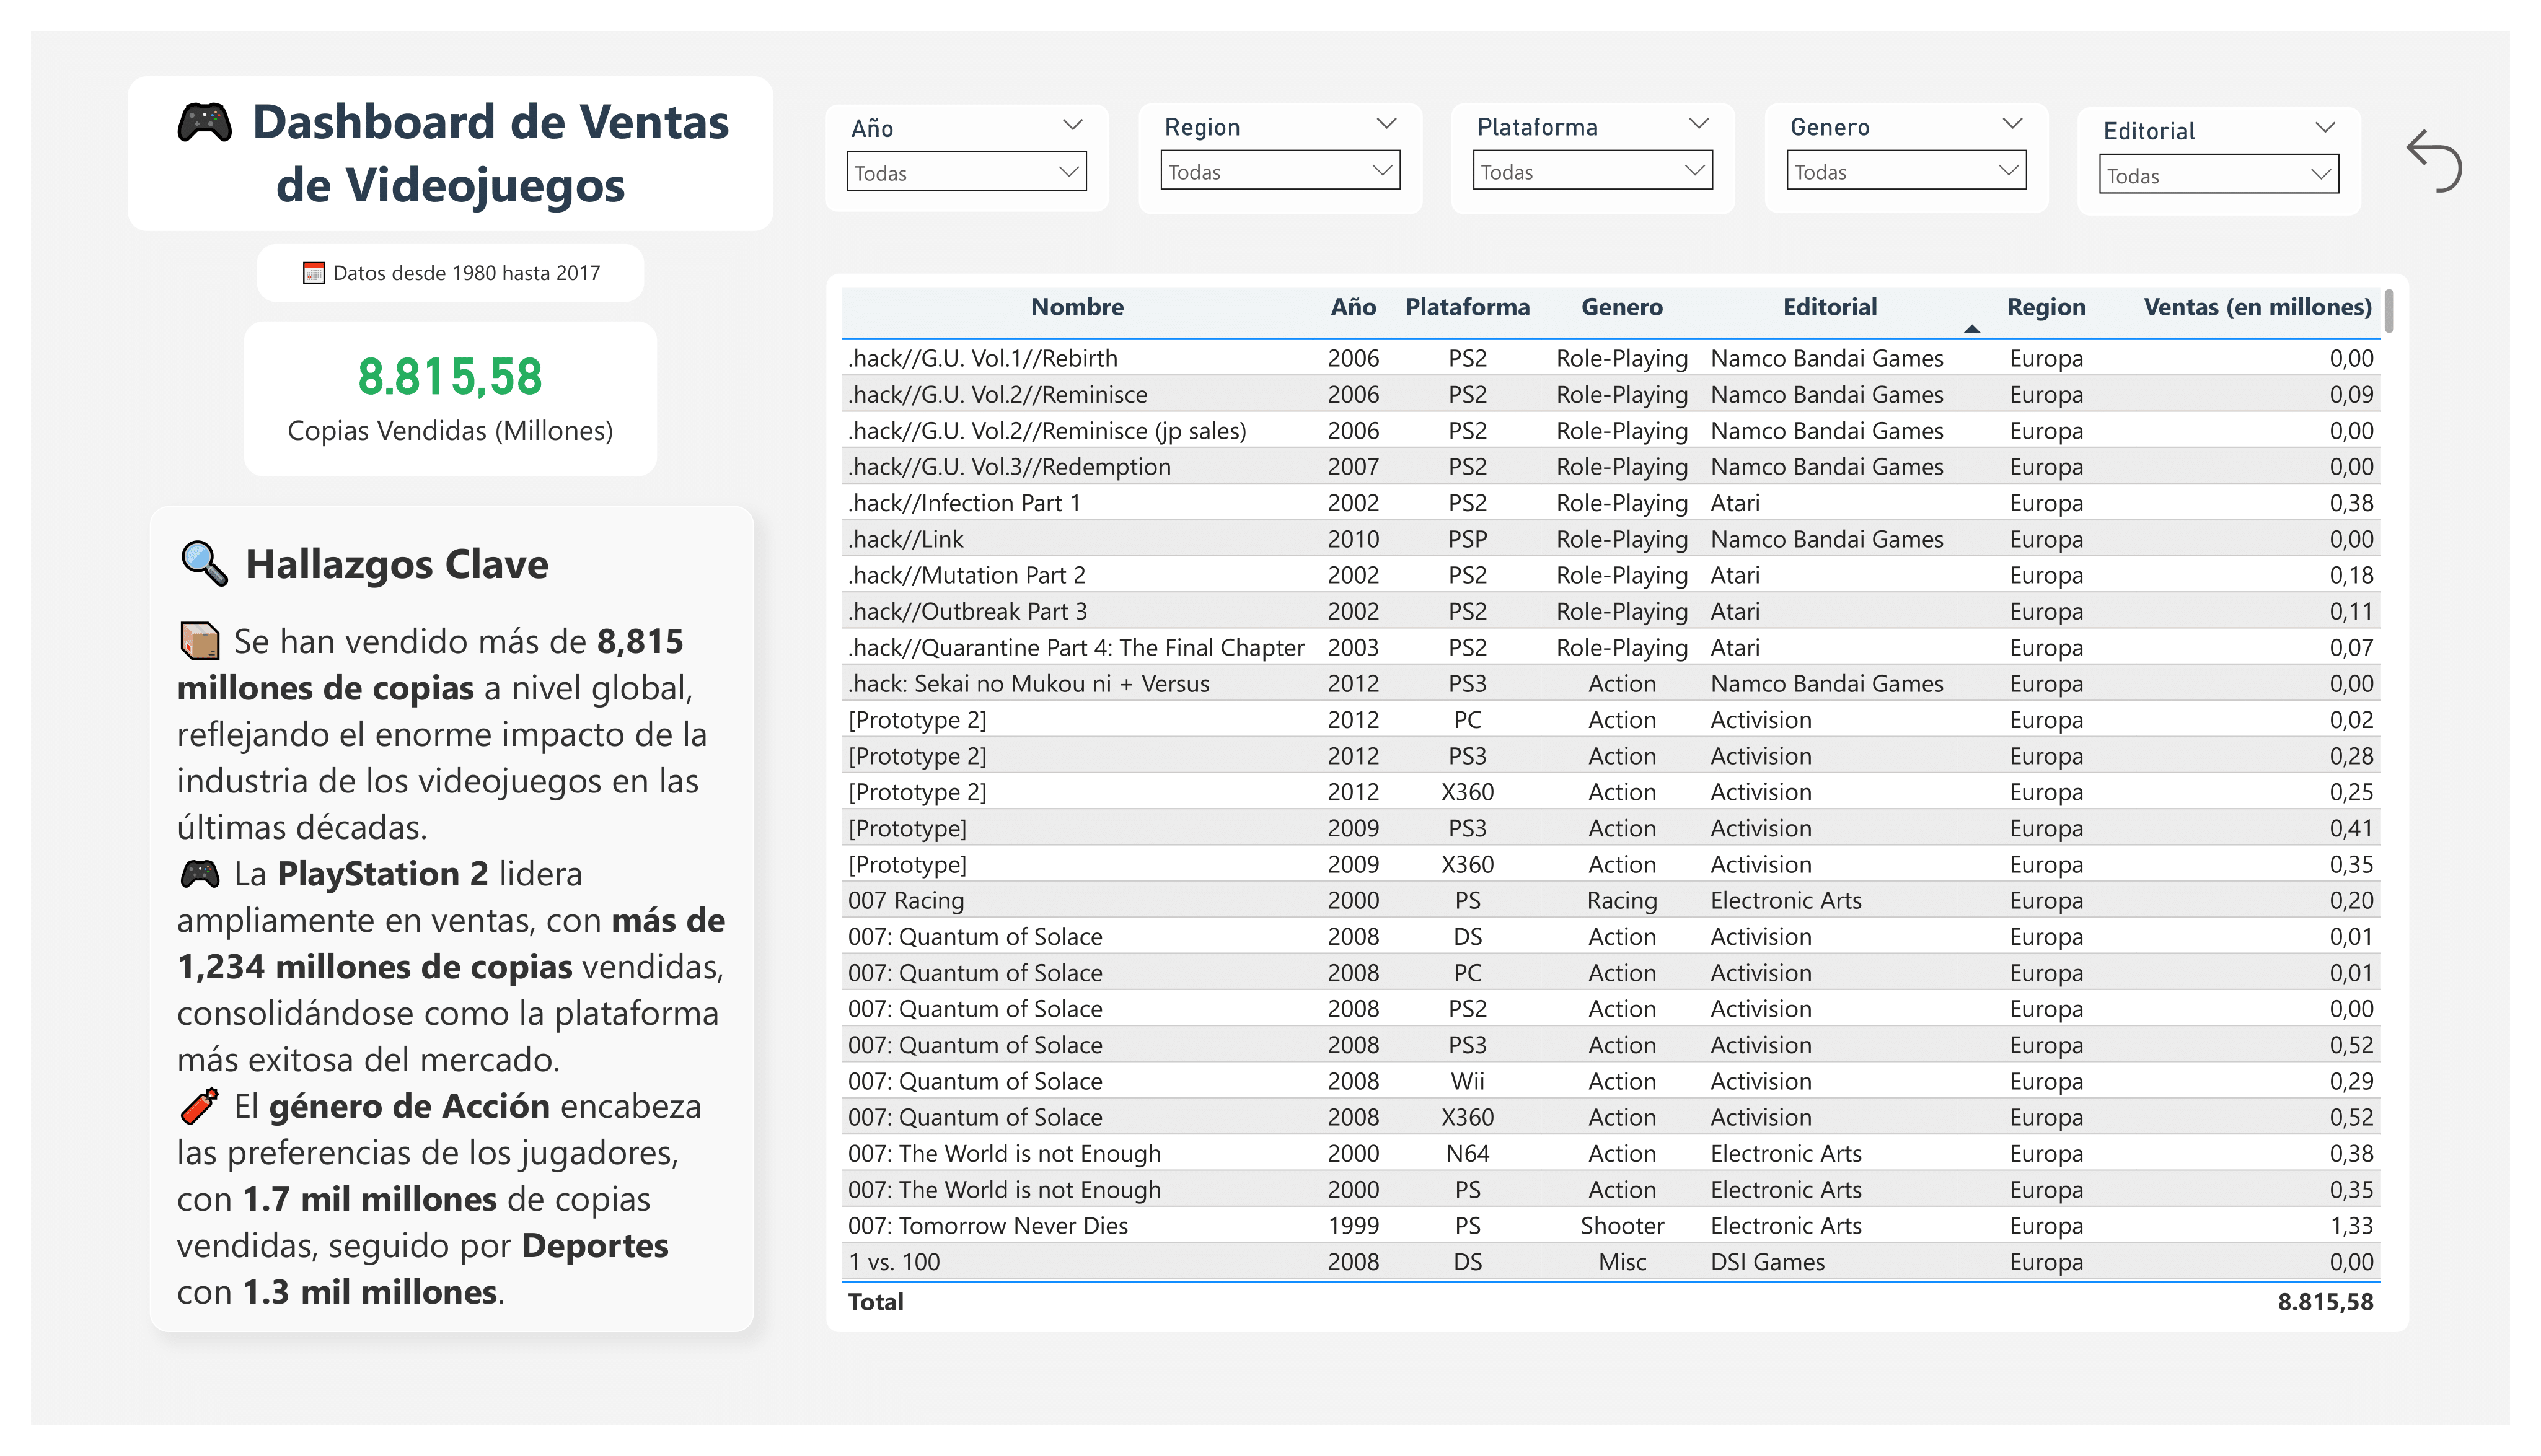 Dashboard de Ventas
de Videojuegos
Datos desde 1980 hasta 2017
8.815,58
Copias Vendidas (Millones)
Hallazgos Clave
Se han vendido más de 8,815
millones de copias a nivel global,
reflejando el enorme impacto de la
industria de los videojuegos en las
últimas décadas.
La PlayStation 2 lidera
ampliamente en ventas, con más de
1,234 millones de copias vendidas,
consolidándose como la plataforma
más exitosa del mercado.
El género de Acción encabeza
las preferencias de los jugadores,
con 1.7 mil millones de copias
vendidas, seguido por Deportes
con 1.3 mil millones.
Año Region Plataforma Genero Editorial
Todas Todas Todas Todas Todas
Nombre Año Plataforma Genero Editorial Region Ventas (en millones)
.hack//G.U. Vol.1//Rebirth 2006 PS2 Role-Playing Namco Bandai Games Europa 0,00
.hack//G.U. Vol.2//Reminisce 2006 PS2 Role-Playing Namco Bandai Games Europa 0,09
.hack//G.U. Vol.2//Reminisce (jp sales) 2006 PS2 Role-Playing Namco Bandai Games Europa 0,00
.hack//G.U. Vol.3//Redemption 2007 PS2 Role-Playing Namco Bandai Games Europa 0,00
.hack//Infection Part 1 2002 PS2 Role-Playing Atari Europa 0,38
.hack//Link 2010 PSP Role-Playing Namco Bandai Games Europa 0,00
.hack//Mutation Part 2 2002 PS2 Role-Playing Atari Europa 0,18
.hack//Outbreak Part 3 2002 PS2 Role-Playing Atari Europa 0,11
.hack//Quarantine Part 4: The Final Chapter 2003 PS2 Role-Playing Atari Europa 0,07
.hack: Sekai no Mukou ni + Versus 2012 PS3 Action Namco Bandai Games Europa 0,00
[Prototype 2] 2012 PC Action Activision Europa 0,02
[Prototype 2] 2012 PS3 Action Activision Europa 0,28
[Prototype 2] 2012 X360 Action Activision Europa 0,25
[Prototype] 2009 PS3 Action Activision Europa 0,41
[Prototype] 2009 X360 Action Activision Europa 0,35
007 Racing 2000 PS Racing Electronic Arts Europa 0,20
007: Quantum of Solace 2008 DS Action Activision Europa 0,01
007: Quantum of Solace 2008 PC Action Activision Europa 0,01
007: Quantum of Solace 2008 PS2 Action Activision Europa 0,00
007: Quantum of Solace 2008 PS3 Action Activision Europa 0,52
007: Quantum of Solace 2008 Wii Action Activision Europa 0,29
007: Quantum of Solace 2008 X360 Action Activision Europa 0,52
007: The World is not Enough 2000 N64 Action Electronic Arts Europa 0,38
007: The World is not Enough 2000 PS Action Electronic Arts Europa 0,35
007: Tomorrow Never Dies 1999 PS Shooter Electronic Arts Europa 1,33
1 vs. 100 2008 DS Misc DSI Games Europa 0,00
Total 8.815,58